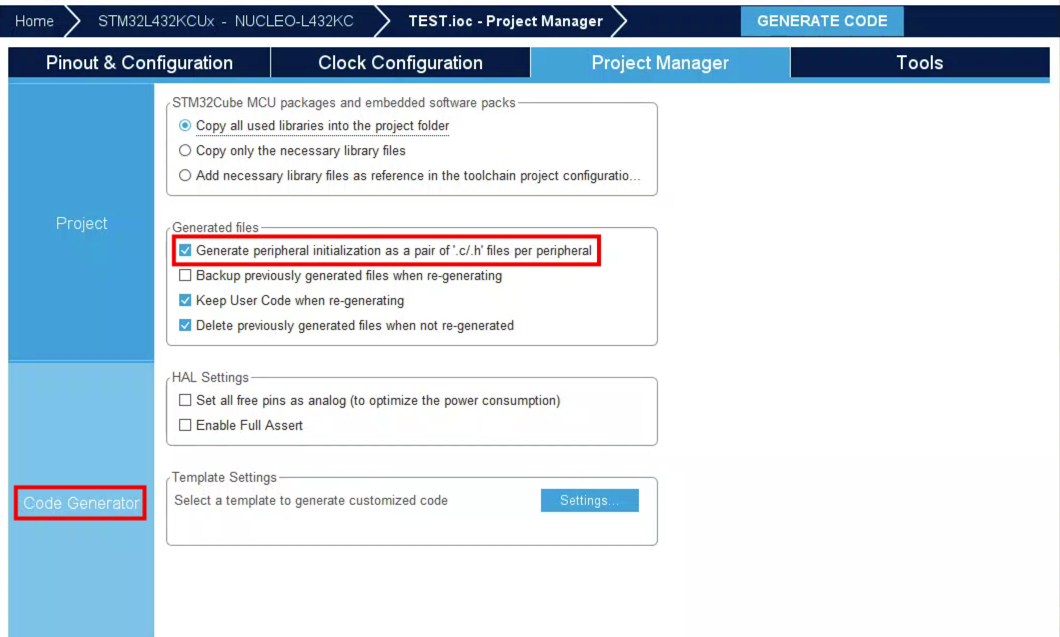 Home STM32L432KCUx - NUCLEO-L432KC TEST.ioc - Project Manager GENERATE CODE
Pinout & Configuration Clock Configuration Project Manager Tools
STM32Cube MCU packages and embedded software packs
Copy all used libraries into the project folder
Copy only the necessary library files
Add necessary library files as reference in the toolchain project configuratio...
Project
Generated files
Generate peripheral initialization as a pair of '.c/.h' files per peripheral
Backup previously generated files when re-generating
Keep User Code when re-generating
Delete previously generated files when not re-generated
HAL Settings
Set all free pins as analog (to optimize the power consumption)
Enable Full Assert
Code Generator
Template Settings
Select a template to generate customized code Settings...